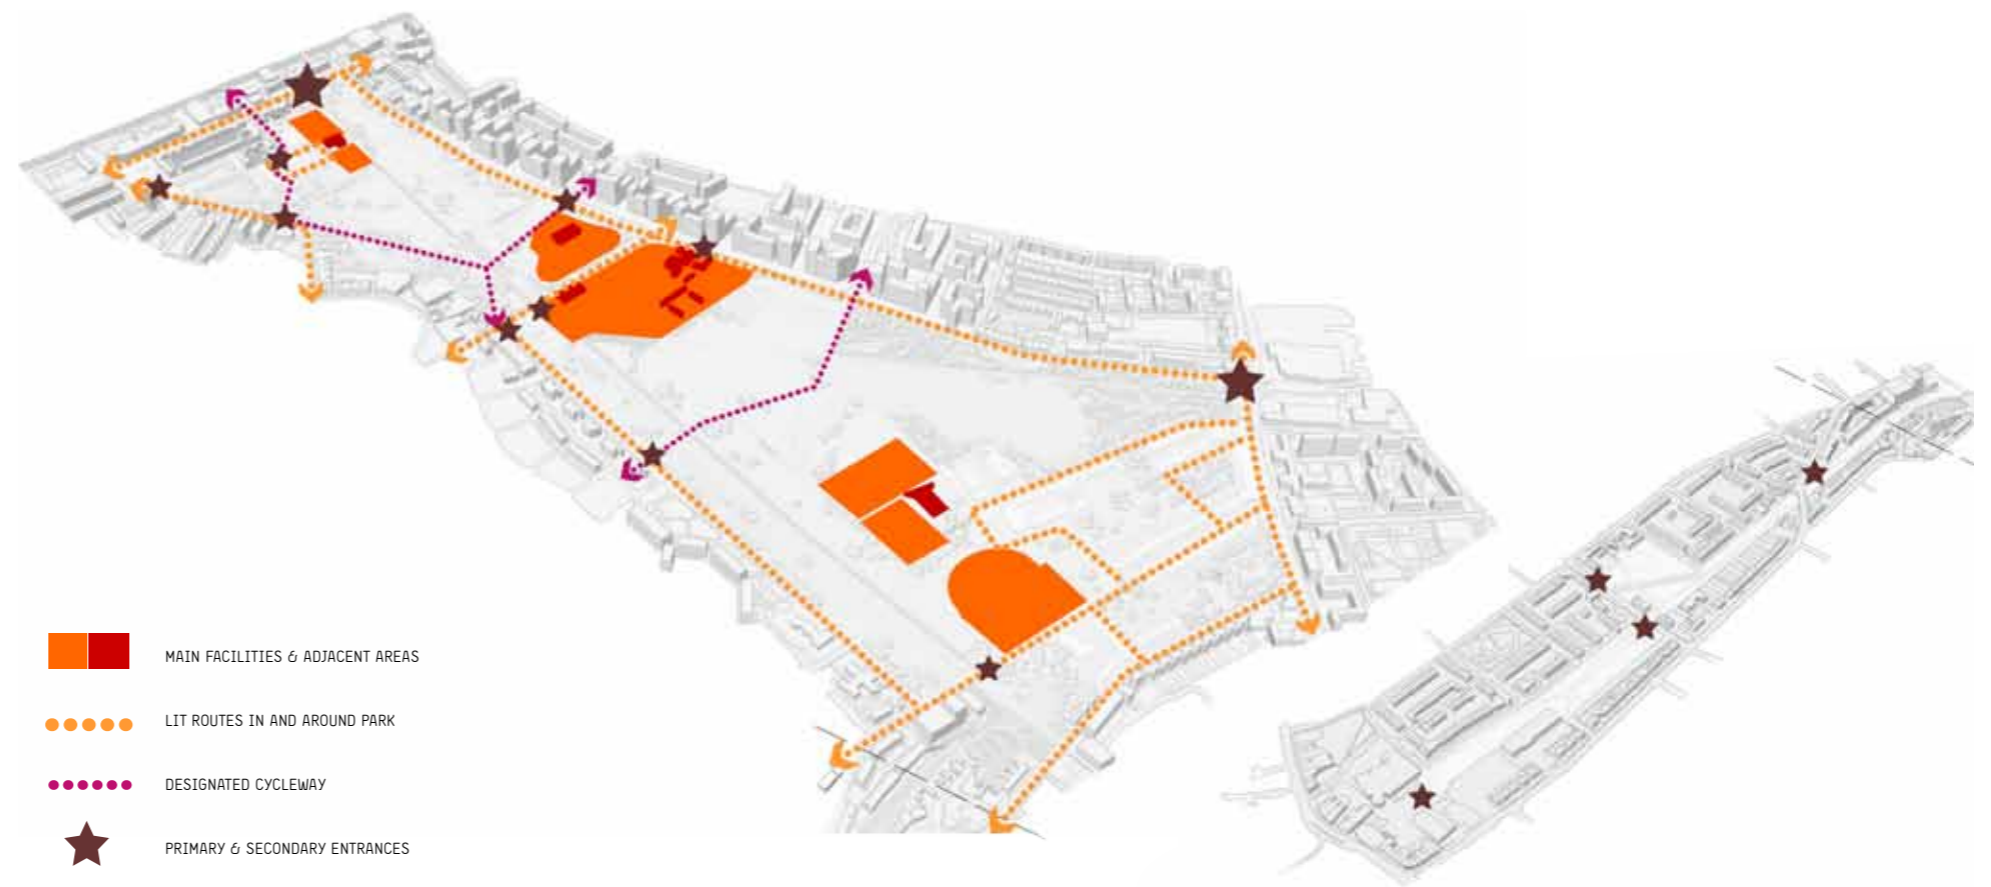 MAIN FACILITIES & ADJACENT AREAS
LIT ROUTES IN AND AROUND PARK
DESIGNATED CYCLEWAY
PRIMARY & SECONDARY ENTRANCES